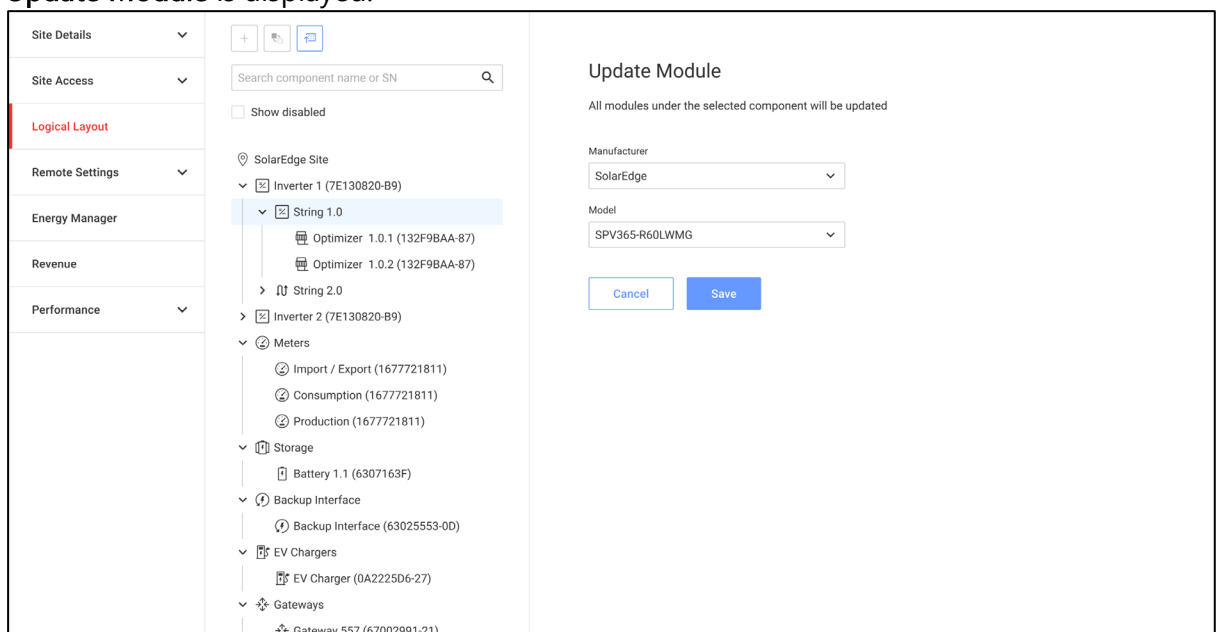 Update Module is displayed.
Site Details
Site Access
Logical Layout
Remote Settings
Energy Manager
Revenue
Performance
Search component name or SN
Show disabled
SolarEdge Site
Inverter 1 (7E130820-B9)
String 1.0
Optimizer 1.0.1 (132F9BAA-87)
Optimizer 1.0.2 (132F9BAA-87)
String 2.0
Inverter 2 (7E130820-B9)
Meters
Import / Export (1677721811)
Consumption (1677721811)
Production (1677721811)
Storage
Battery 1.1 (6307163F)
Backup Interface
Backup Interface (63025553-0D)
EV Chargers
EV Charger (0A2225D6-27)
Gateways
Gateway 557 (67002991-21)
Update Module
All modules under the selected component will be updated
Manufacturer
SolarEdge
Model
SPV365-R60LWMG
Cancel Save